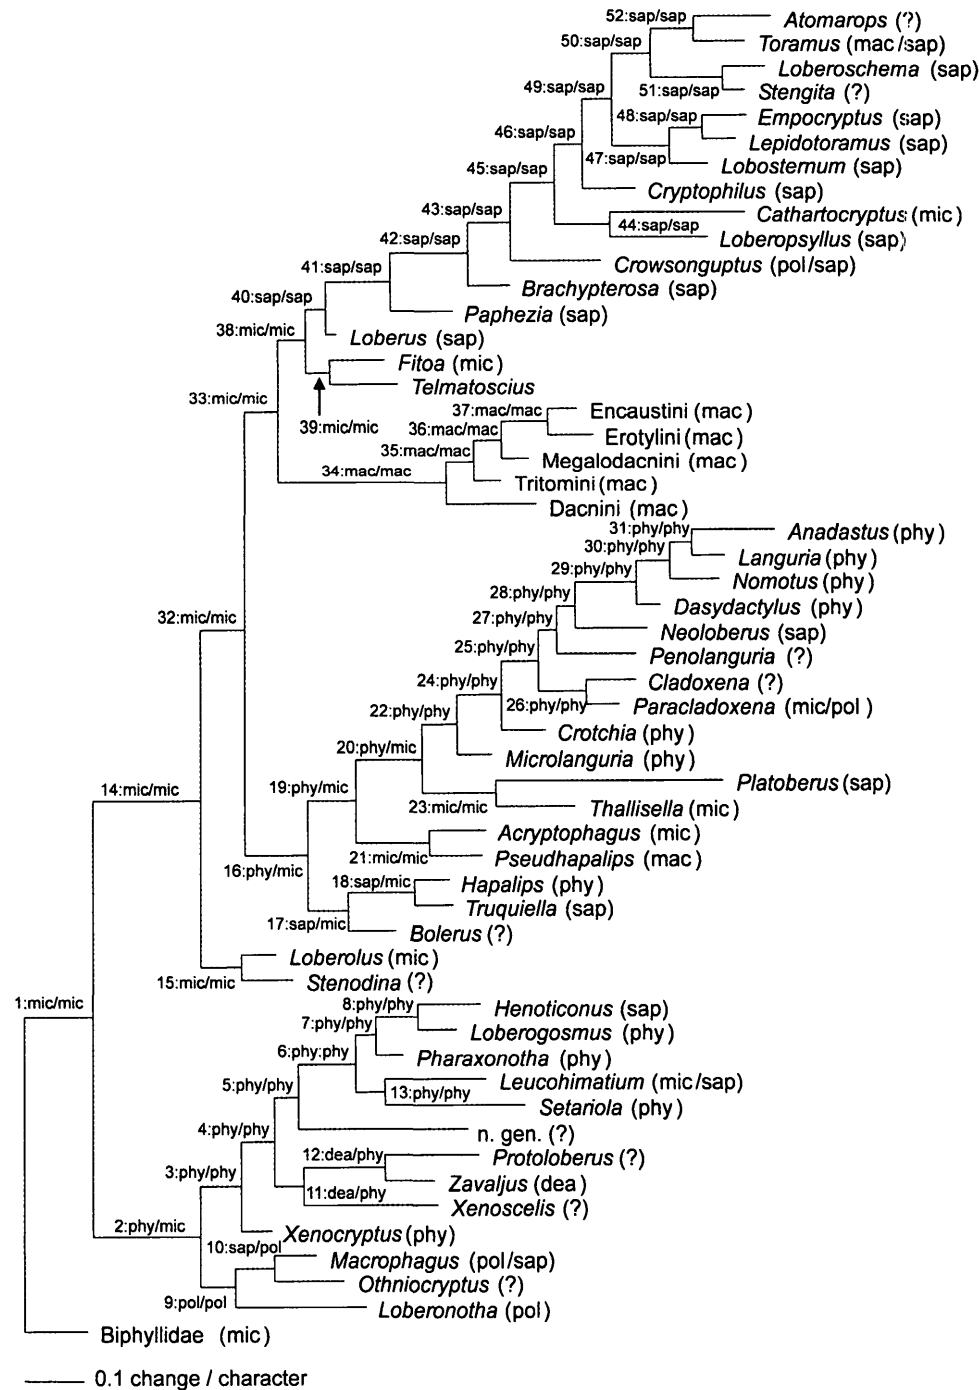 52:sap/sap
Atomarops (?)
50:sap/sap
Toramus (mac/sap)
Loberoschema (sap)
49:sap/sap
51:sap/sap
Stengita (?)
48:sap/sap
Empocryptus (sap)
46:sap/sap
Lepidotoramus (sap)
47:sap/sap
Lobosternum (sap)
45:sap/sap
Cryptophilus (sap)
43:sap/sap
Cathartocryptus (mic)
44:sap/sap
Loberopsyllus (sap)
42:sap/sap
Crowsonguptus (pol/sap)
41:sap/sap
Brachypterosa (sap)
40:sap/sap
Paphezia (sap)
38:mic/mic
Loberus (sap)
Fitoa (mic)
Telmatoscius
33:mic/mic
39:mic/mic
37:mac/mac
Encaustini (mac)
36:mac/mac
Erotylini (mac)
35:mac/mac
Megalodacnini (mac)
34:mac/mac
Tritomini (mac)
Dacnini (mac)
31:phy/phy
Anadastus (phy)
30:phy/phy
Languria (phy)
29:phy/phy
Nomotus (phy)
28:phy/phy
Dasydactylus (phy)
32:mic/mic
27:phy/phy
Neoloberus (sap)
25:phy/phy
Penolanguria (?)
24:phy/phy
Cladoxena (?)
26:phy/phy
Paracladoxena (mic/pol)
22:phy/phy
Crotchia (phy)
20:phy/mic
Microlanguria (phy)
14:mic/mic
19:phy/mic
Platoberus (sap)
23:mic/mic
Thallisella (mic)
Acryptophagus (mic)
21:mic/mic
Pseudhapalips (mac)
16:phy/mic
18:sap/mic
Hapalips (phy)
Truquiella (sap)
17:sap/mic
Bolerus (?)
Loberolus (mic)
15:mic/mic
Stenodina (?)
1:mic/mic
8:phy/phy
Henoticonus (sap)
7:phy/phy
Loberogosmus (phy)
6:phy:phy
Pharaxonotha (phy)
5:phy/phy
Leucohimatium (mic/sap)
13:phy/phy
Setariola (phy)
4:phy/phy
n. gen. (?)
12:dea/phy
Protoloberus (?)
3:phy/phy
Zavaljus (dea)
11:dea/phy
Xenoscelis (?)
2:phy/mic
Xenocryptus (phy)
10:sap/pol
Macrophagus (pol/sap)
Othniocryptus (?)
9:pol/pol
Loberonotha (pol)
Biphyllidae (mic)
0.1 change / character